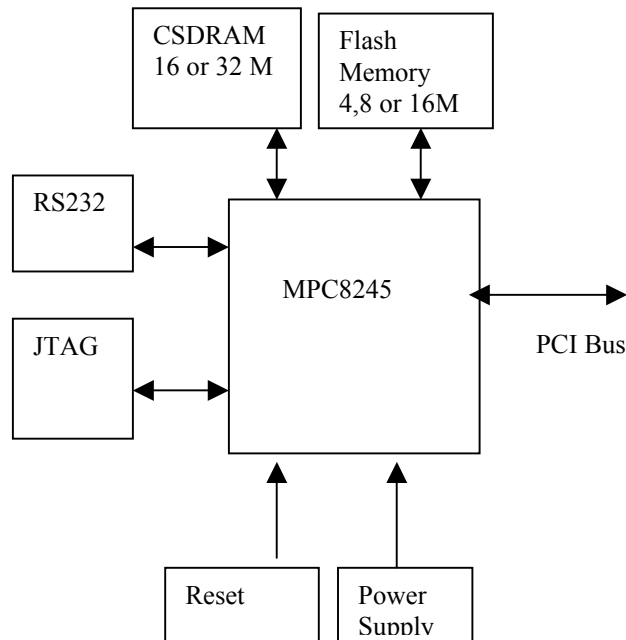 CSDRAM
16 or 32 M
Flash
Memory
4,8 or 16M
RS232
MPC8245
PCI Bus
JTAG
Reset
Power
Supply